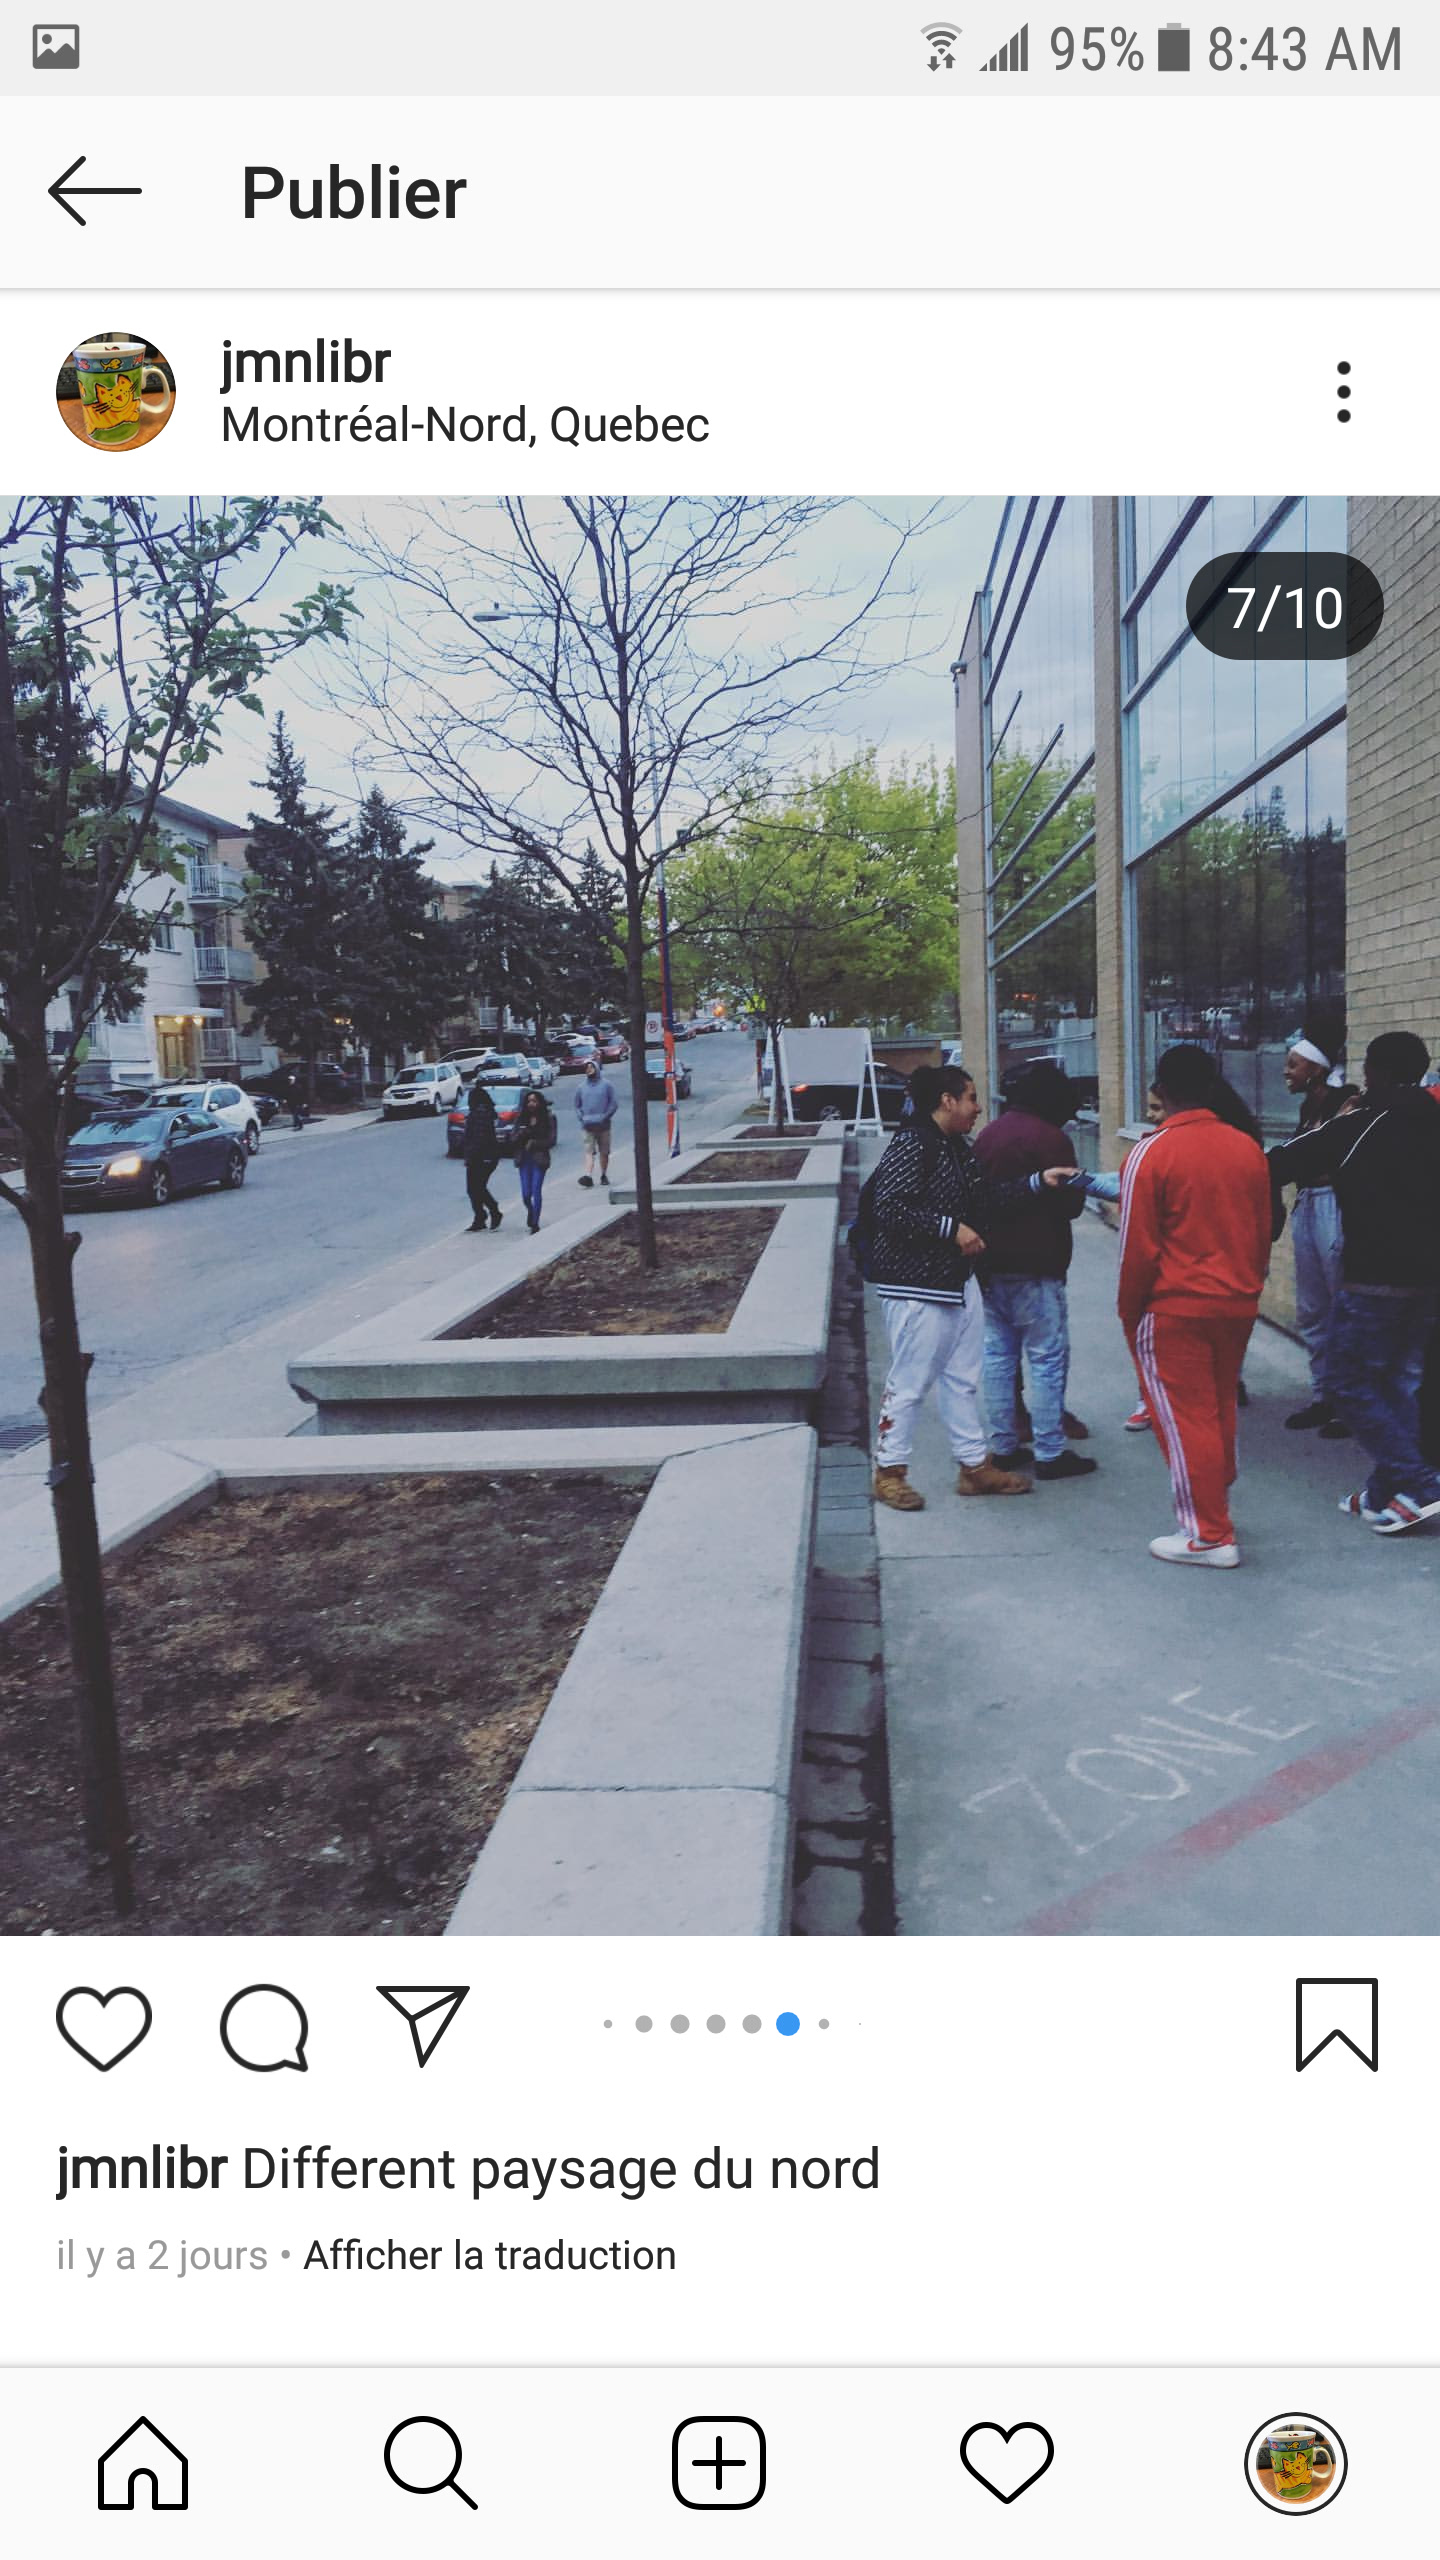 95% 8:43 AM
Publier
jmnlibr
Montréal-Nord, Quebec
7/10
ZONE
jmnlibr Different paysage du nord
il y a 2 jours • Afficher la traduction